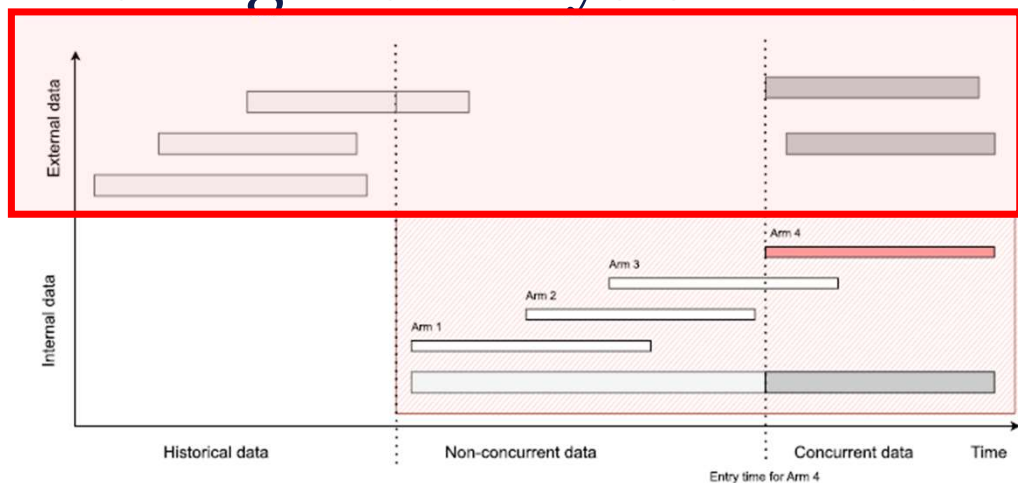 External data
Internal data
Arm 4
Arm 3
Arm 2
Arm 1
Historical data
Non-concurrent data
Concurrent data
Time
Entry time for Arm 4